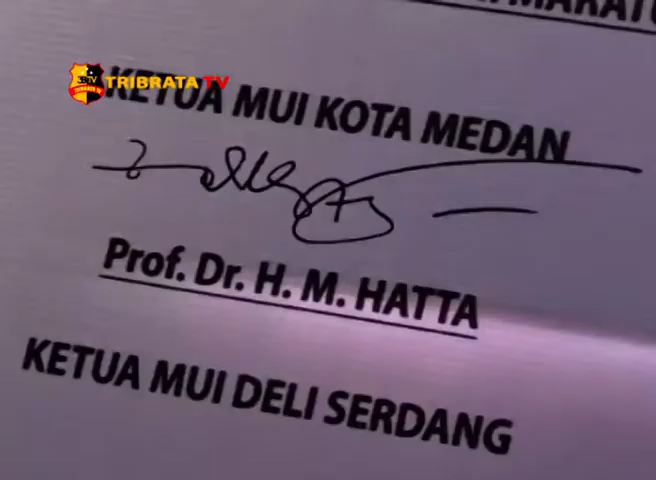 TRIBRATA TV
KETUA MUI KOTA MEDAN
Prof. Dr. H. M. HATTA
KETUA MUI DELI SERDANG